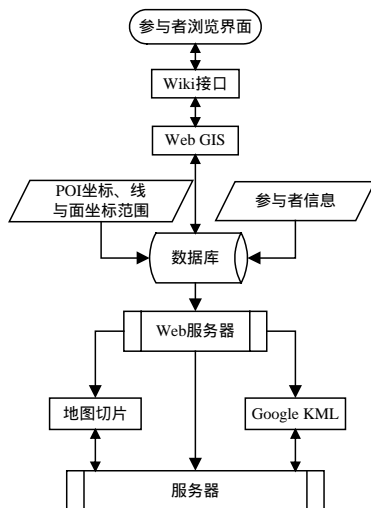 参与者浏览界面
Wiki接口
Web GIS
POI坐标、线
与面坐标范围
参与者信息
数据库
Web服务器
地图切片
Google KML
服务器